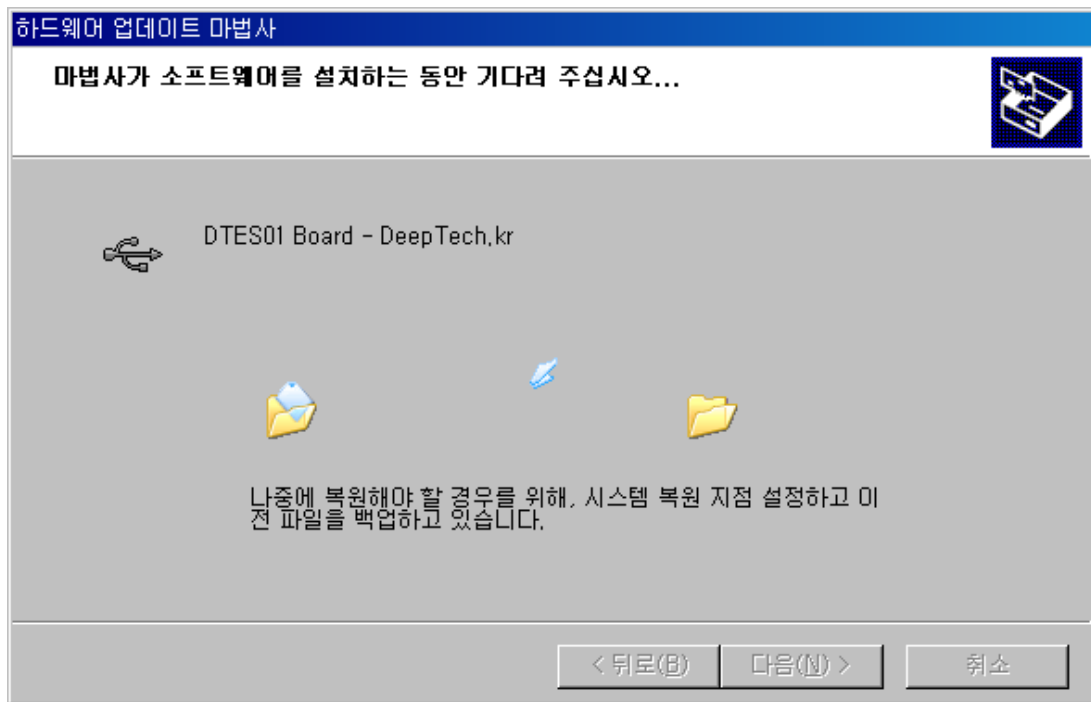 하드웨어 업데이트 마법사
마법사가 소프트웨어를 설치하는 동안 기다려 주십시오...
DTES01 Board - DeepTech.kr
나중에 복원해야 할 경우를 위해, 시스템 복원 지점 설정하고 이
전 파일을 백업하고 있습니다.
< 뒤로(B) 다음(N) > 취소